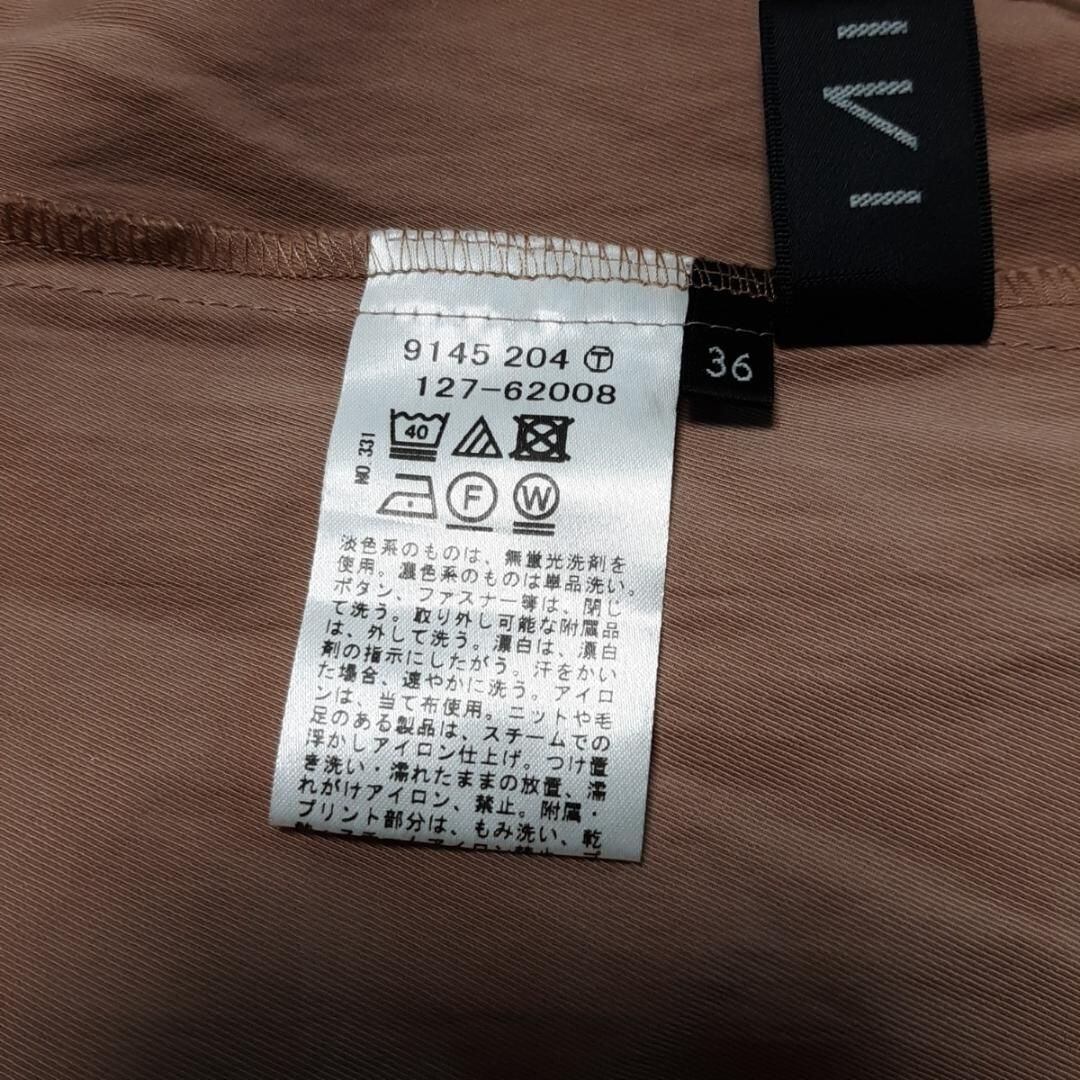 9145 204 Ⓣ
127-62008
36
NO.331
40
F W
淡色系のものは、無蛍光洗剤を
使用。濃色系のものは単品洗い。
ボタン、ファスナー等は、閉じ
て洗う。取り外し可能な附属品
は、外して洗う。漂白は、漂白
剤の指示にしたがう。汗をかい
た場合、速やかに洗う。アイロ
ンは、当て布使用。ニットや毛
足のある製品は、スチームでの
浮かしアイロン仕上げ。つけ置
き洗い・濡れたままの放置、濡
れがけアイロン、禁止。附属・
プリント部分は、もみ洗い、乾